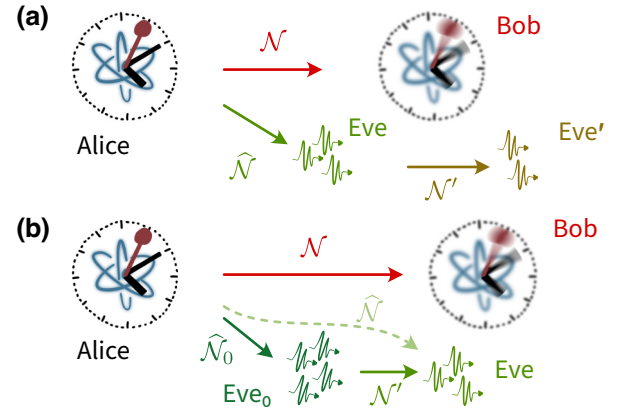 (a)
𝒩
Bob
Alice
𝒩̂
Eve
𝒩′
Eve′
(b)
𝒩
Bob
Alice
𝒩̂₀
Eve₀
𝒩̂
𝒩′
Eve